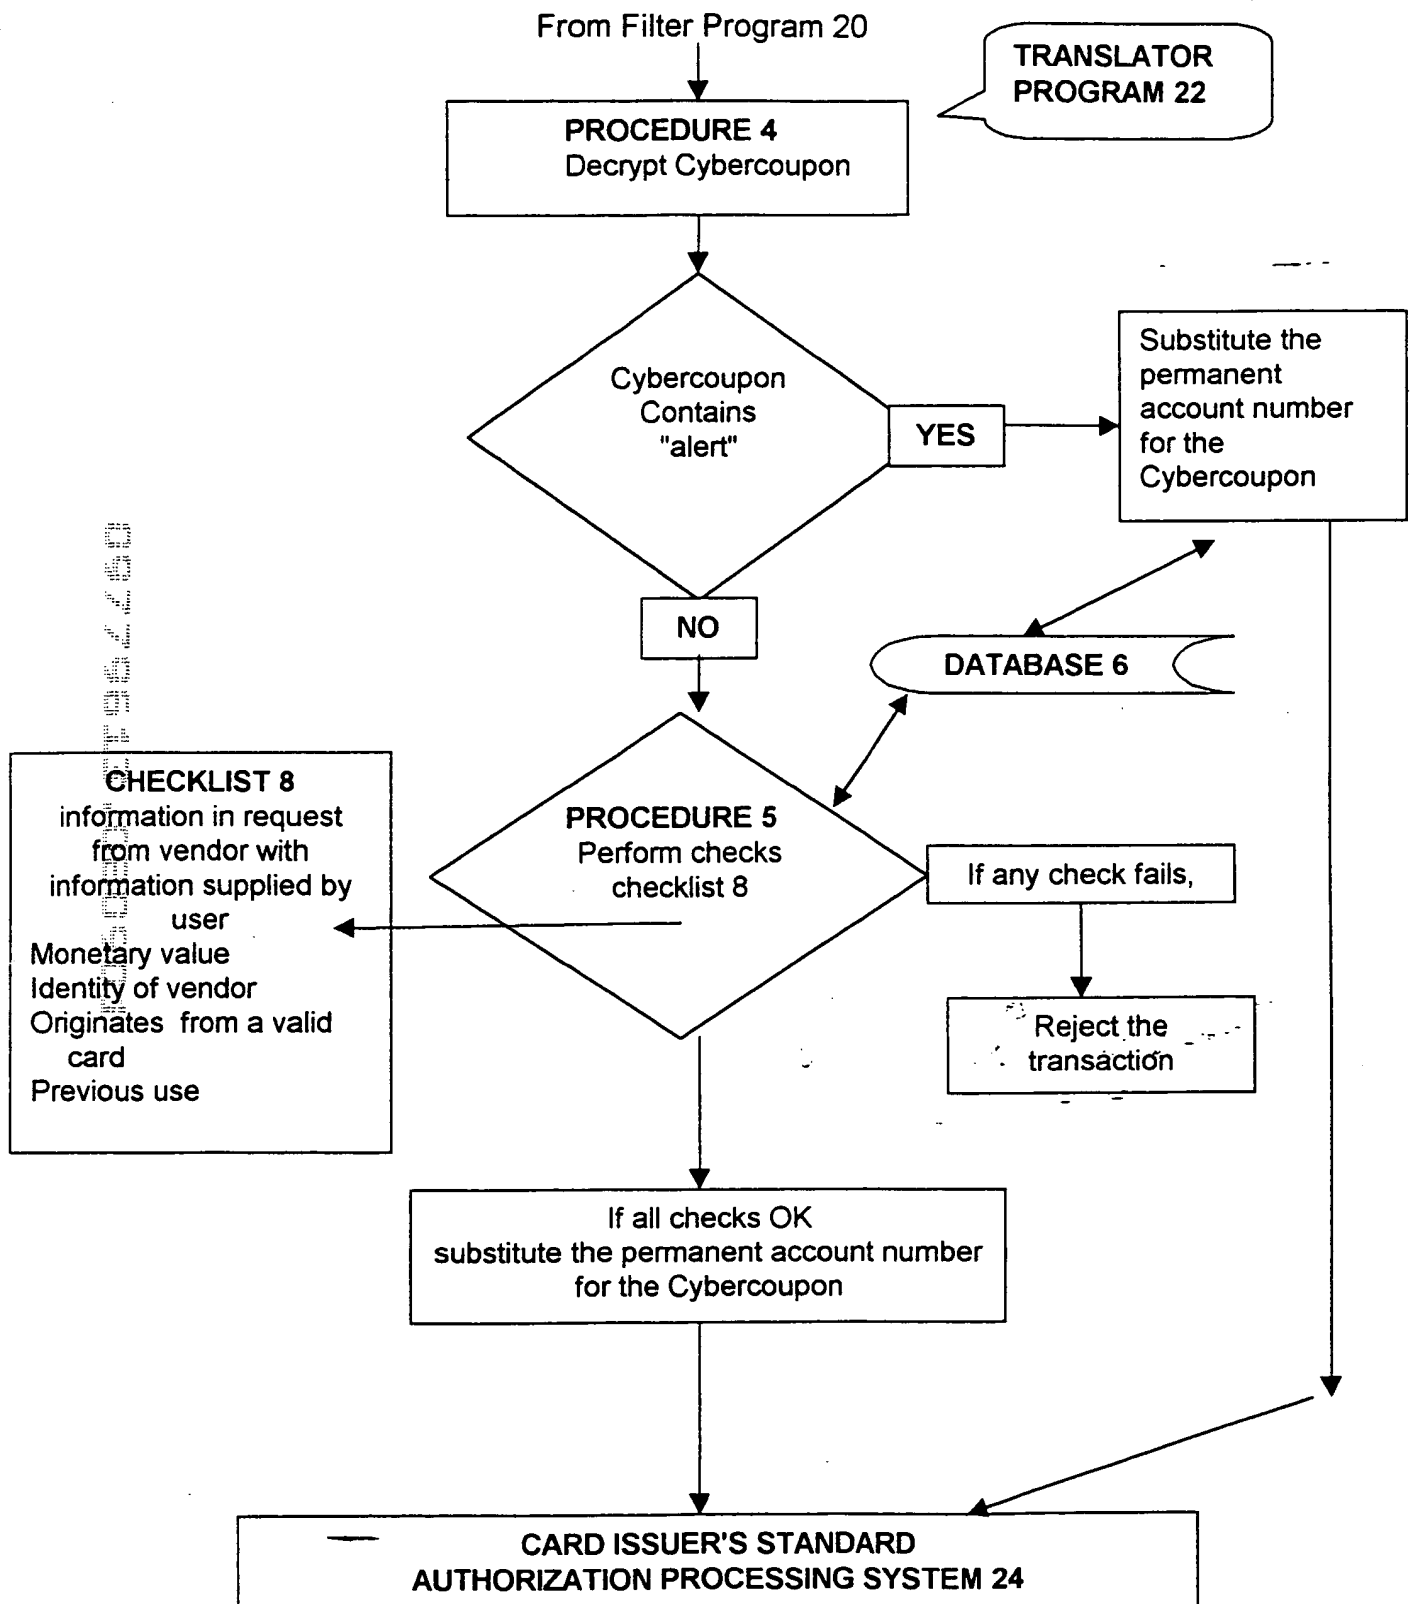 From Filter Program 20
TRANSLATOR
PROGRAM 22
PROCEDURE 4
Decrypt Cybercoupon
Cybercoupon
Contains
"alert"
YES
Substitute the
permanent
account number
for the
Cybercoupon
NO
DATABASE 6
CHECKLIST 8
information in request
from vendor with
information supplied by
user
Monetary value
Identity of vendor
Originates from a valid
card
Previous use
PROCEDURE 5
Perform checks
checklist 8
If any check fails,
Reject the
transaction
If all checks OK
substitute the permanent account number
for the Cybercoupon
CARD ISSUER'S STANDARD
AUTHORIZATION PROCESSING SYSTEM 24